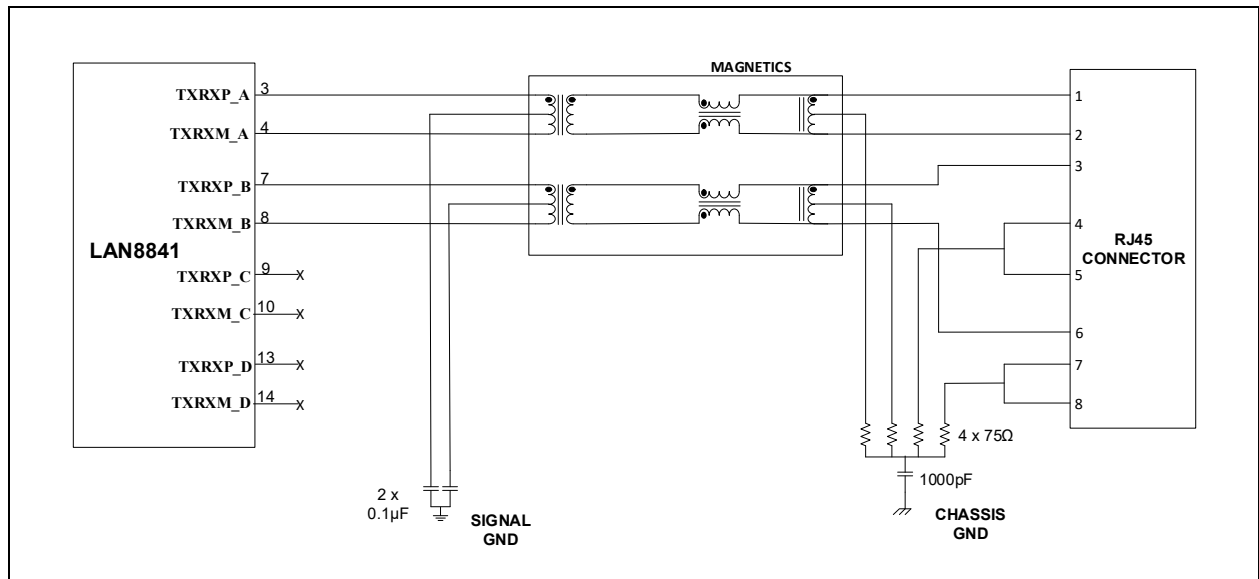 MAGNETICS
TXRXP_A 3
TXRXM_A 4
TXRXP_B 7
TXRXM_B 8
LAN8841
TXRXP_C 9 X
TXRXM_C 10 X
TXRXP_D 13 X
TXRXM_D 14 X
1
2
3
4
5
6
7
8
RJ45
CONNECTOR
4 x 75Ω
1000pF
CHASSIS
GND
2 x
0.1µF
SIGNAL
GND